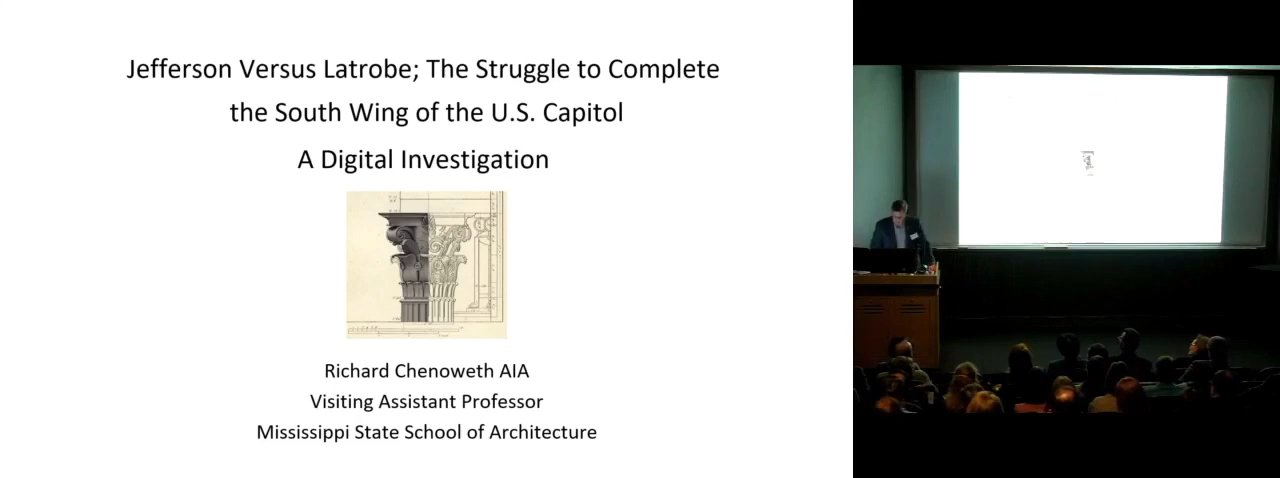 Jefferson Versus Latrobe; The Struggle to Complete
the South Wing of the U.S. Capitol
A Digital Investigation
Richard Chenoweth AIA
Visiting Assistant Professor
Mississippi State School of Architecture